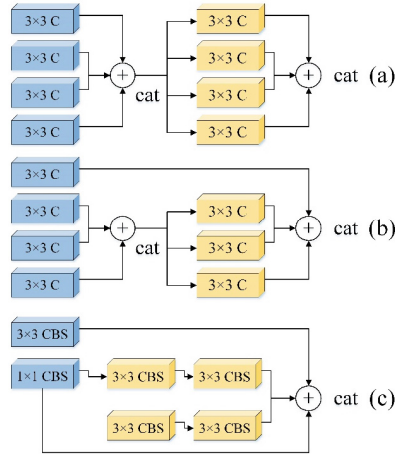 3×3 C 3×3 C
3×3 C 3×3 C
cat (a)
3×3 C 3×3 C
cat
3×3 C 3×3 C
3×3 C
3×3 C 3×3 C
cat (b)
3×3 C 3×3 C
cat
3×3 C 3×3 C
3×3 CBS
1×1 CBS 3×3 CBS 3×3 CBS
cat (c)
3×3 CBS 3×3 CBS